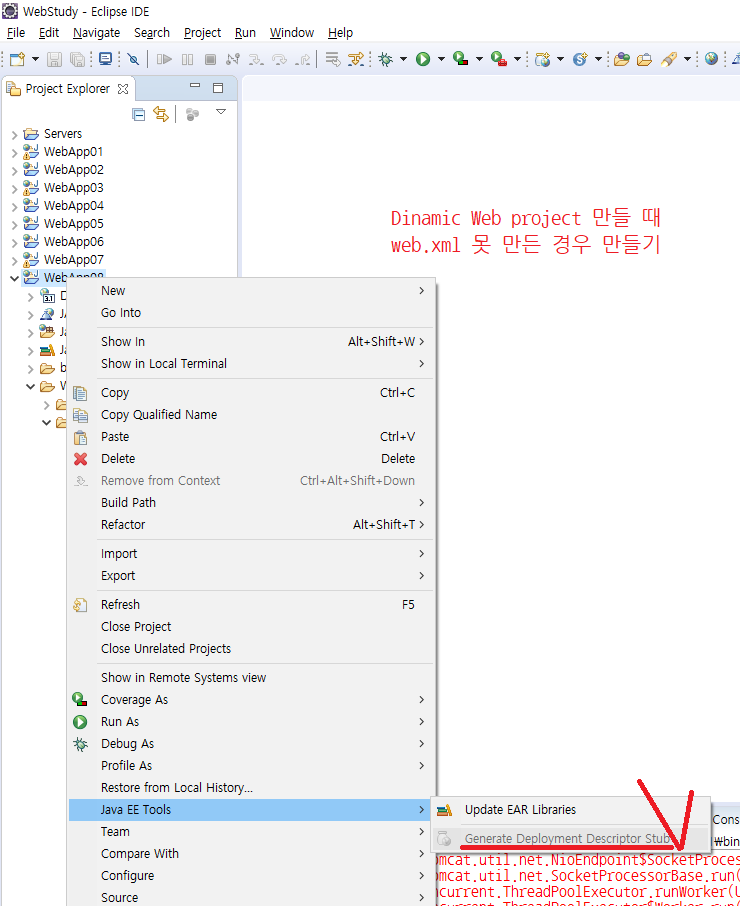 WebStudy - Eclipse IDE
File Edit Navigate Search Project Run Window Help
Project Explorer
Servers
WebApp01
WebApp02
WebApp03
WebApp04
WebApp05
WebApp06
WebApp07
WebApp08
Dinamic Web project 만들 때
web.xml 못 만든 경우 만들기
New
Go Into
Show In Alt+Shift+W
Show in Local Terminal
Copy Ctrl+C
Copy Qualified Name
Paste Ctrl+V
Delete Delete
Remove from Context Ctrl+Alt+Shift+Down
Build Path
Refactor Alt+Shift+T
Import
Export
Refresh F5
Close Project
Close Unrelated Projects
Show in Remote Systems view
Coverage As
Run As
Debug As
Profile As
Restore from Local History...
Java EE Tools
Team
Compare With
Configure
Source
Update EAR Libraries
Generate Deployment Descriptor Stub
Cons
₩bin
omcat.util.net.NioEndpoint$SocketProces
omcat.util.net.SocketProcessorBase.run(
ncurrent.ThreadPoolExecutor.runWorker(U